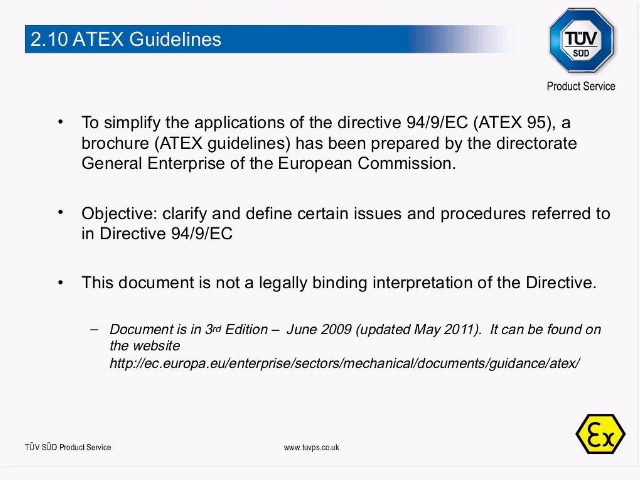 2.10 ATEX Guidelines
TÜV
SÜD
Product Service
• To simplify the applications of the directive 94/9/EC (ATEX 95), a
brochure (ATEX guidelines) has been prepared by the directorate
General Enterprise of the European Commission.
• Objective: clarify and define certain issues and procedures referred to
in Directive 94/9/EC
• This document is not a legally binding interpretation of the Directive.
– Document is in 3rd Edition – June 2009 (updated May 2011). It can be found on
the website
http://ec.europa.eu/enterprise/sectors/mechanical/documents/guidance/atex/
Ex
TÜV SÜD Product Service
www.tuvps.co.uk